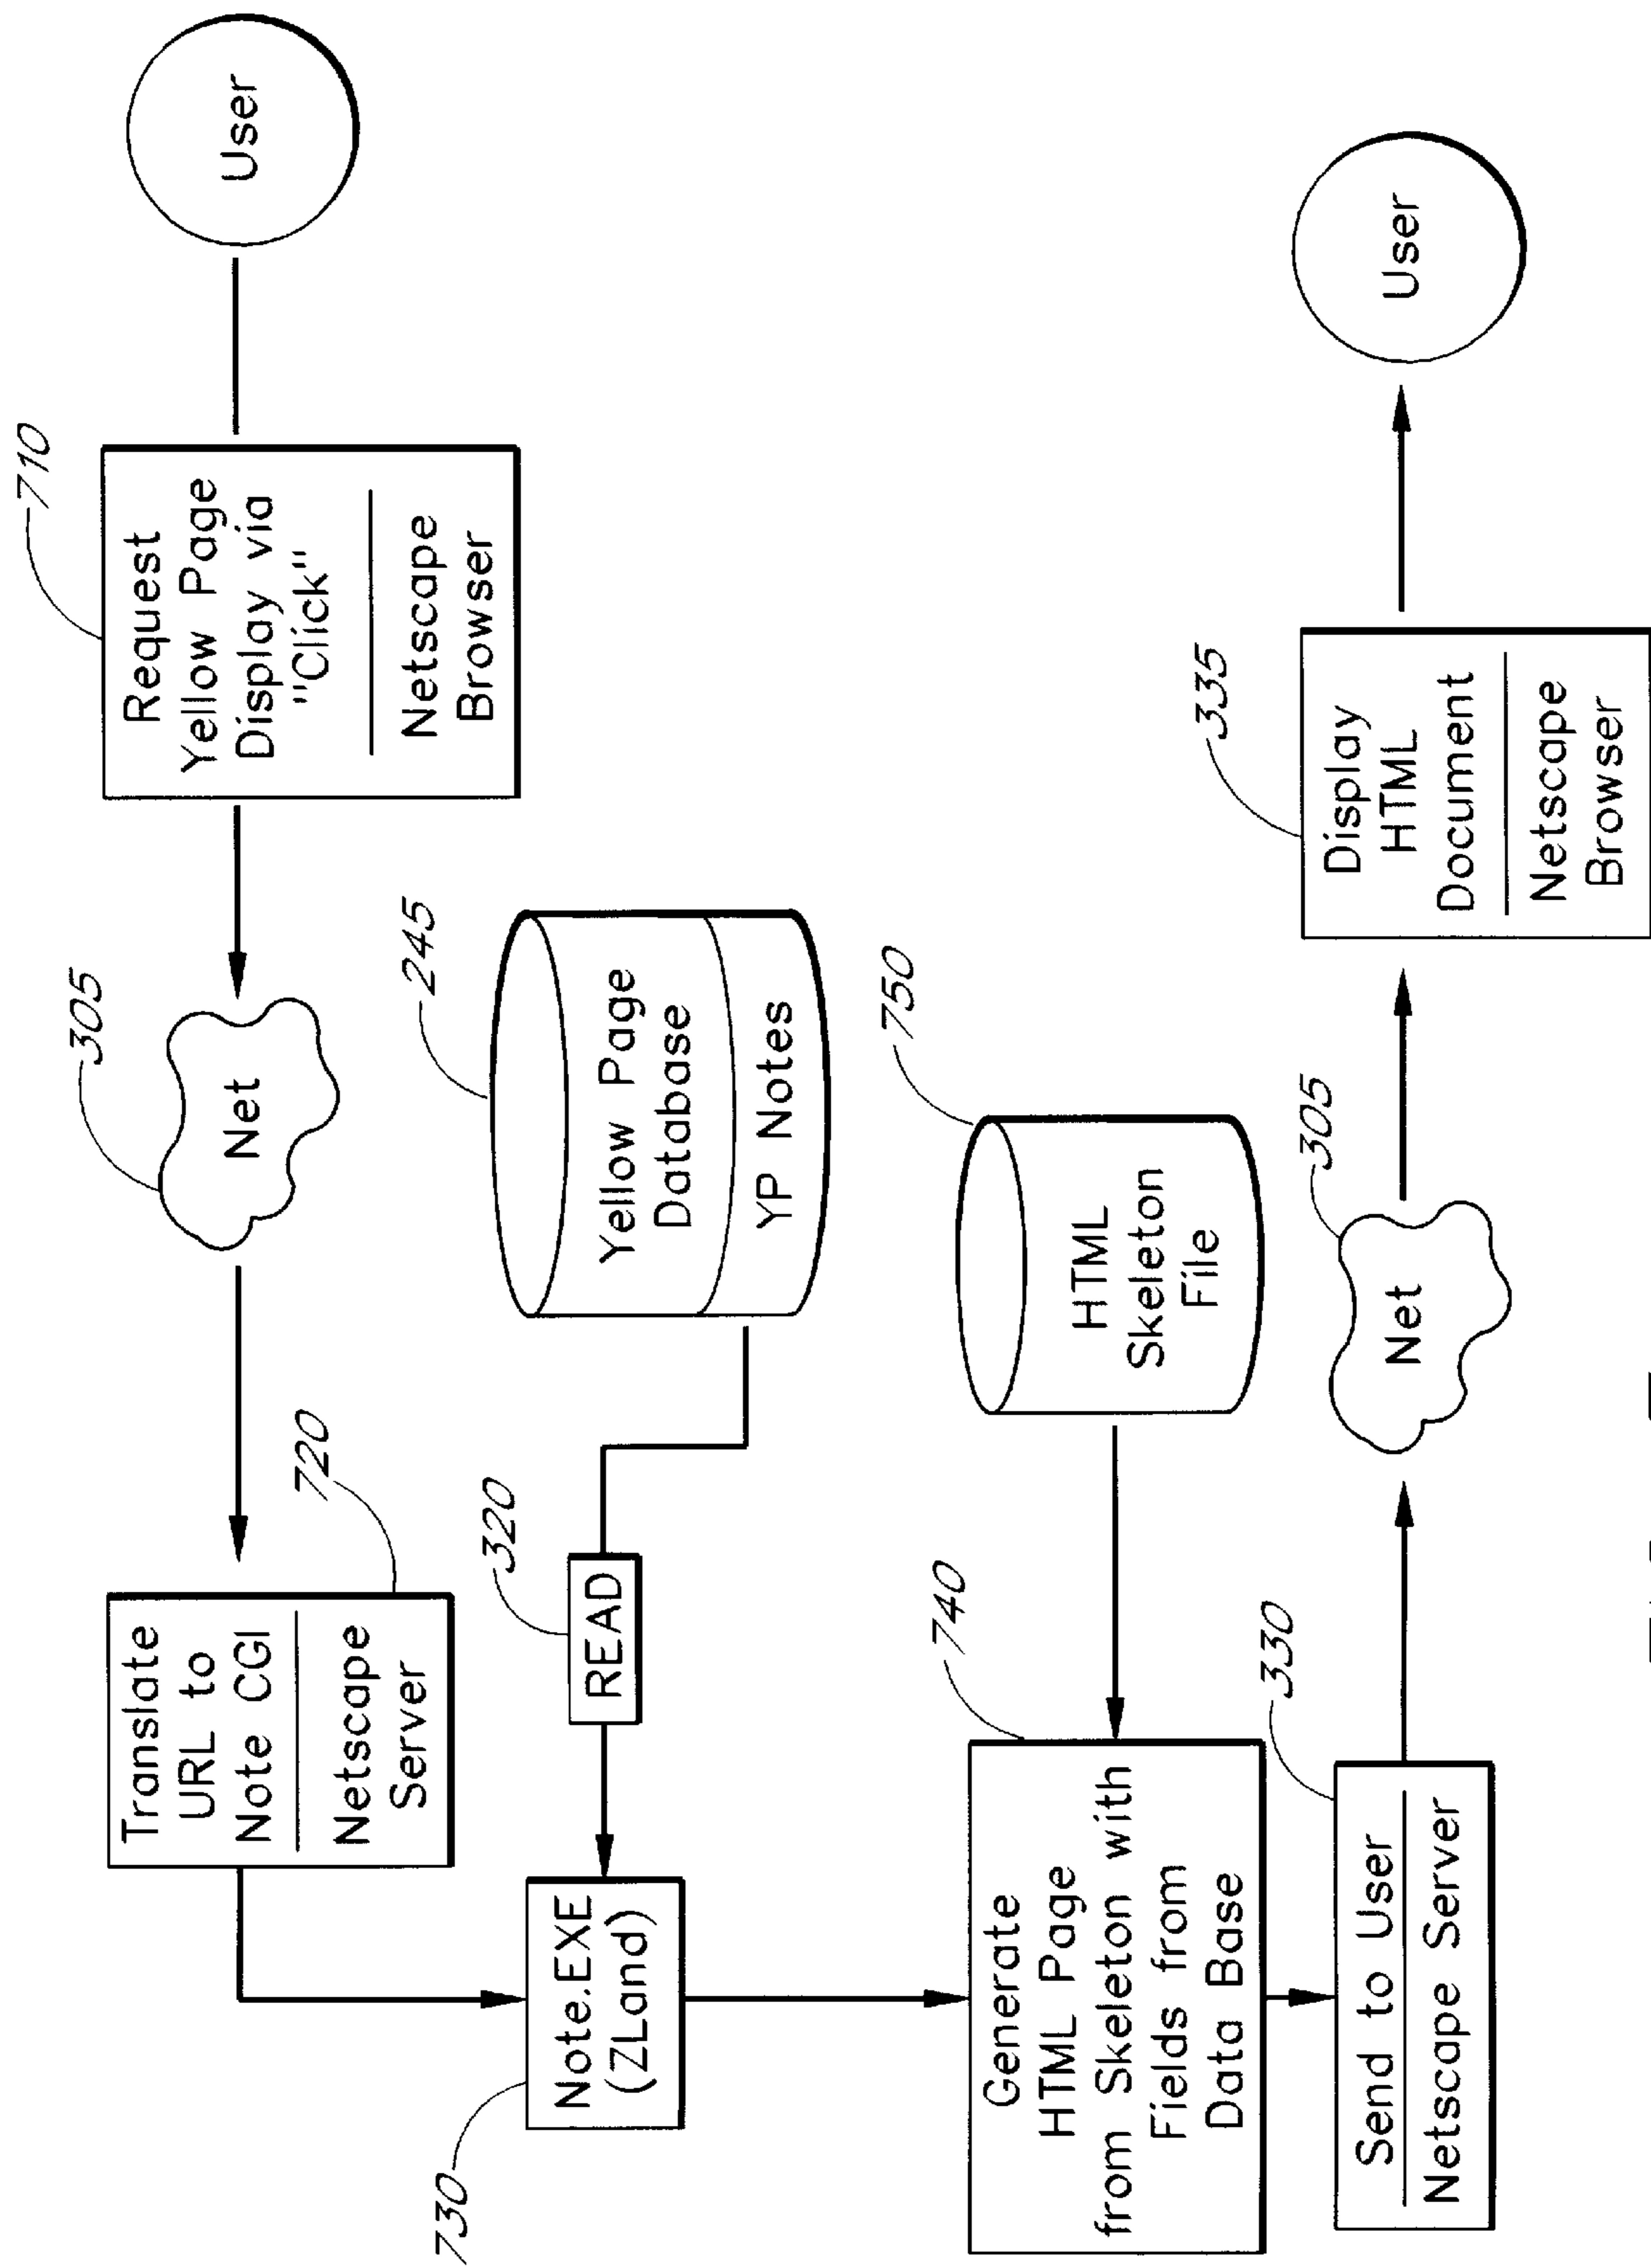 User
710
Request
Yellow Page
Display via
"Click"
Netscape
Browser
305
Net
720
Translate
URL to
Note CGI
Netscape
Server
730
Note.EXE
(ZLand)
320
READ
245
Yellow Page
Database
YP Notes
740
Generate
HTML Page
from Skeleton with
Fields from
Data Base
750
HTML
Skeleton
File
330
Send to User
Netscape Server
305
Net
335
Display
HTML
Document
Netscape
Browser
User